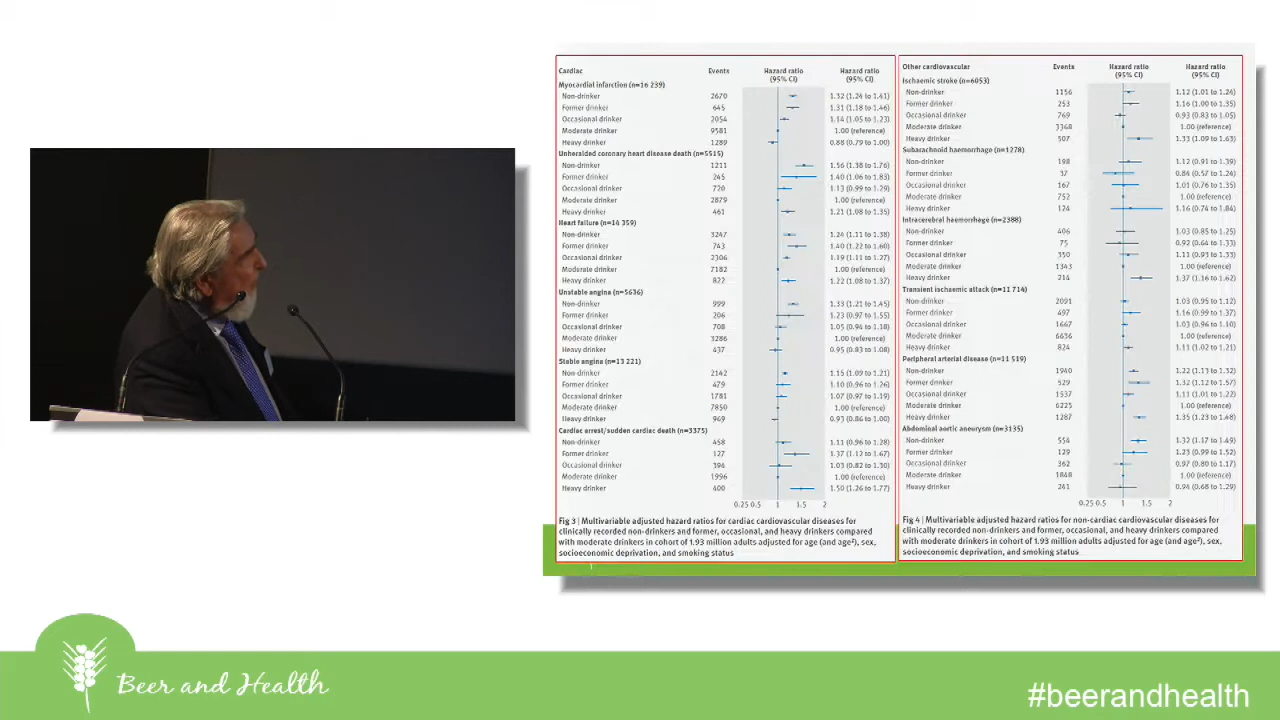 Cardiac Events Hazard ratio (95% CI) Hazard ratio (95% CI)
Myocardial infarction (n=16 239)
Non-drinker 2670 1.32 (1.24 to 1.41)
Former drinker 645 1.31 (1.18 to 1.46)
Occasional drinker 2054 1.14 (1.05 to 1.23)
Moderate drinker 9581 1.00 (reference)
Heavy drinker 1289 0.88 (0.79 to 1.00)
Unheralded coronary heart disease death (n=5515)
Non-drinker 1211 1.56 (1.38 to 1.76)
Former drinker 245 1.40 (1.06 to 1.83)
Occasional drinker 720 1.13 (0.99 to 1.29)
Moderate drinker 2879 1.00 (reference)
Heavy drinker 461 1.21 (1.08 to 1.35)
Heart failure (n=14 359)
Non-drinker 3247 1.24 (1.11 to 1.38)
Former drinker 743 1.40 (1.22 to 1.60)
Occasional drinker 2306 1.19 (1.11 to 1.27)
Moderate drinker 7182 1.00 (reference)
Heavy drinker 822 1.22 (1.08 to 1.37)
Unstable angina (n=5636)
Non-drinker 999 1.33 (1.21 to 1.45)
Former drinker 206 1.23 (0.97 to 1.55)
Occasional drinker 708 1.05 (0.94 to 1.18)
Moderate drinker 3286 1.00 (reference)
Heavy drinker 437 0.95 (0.83 to 1.08)
Stable angina (n=13 221)
Non-drinker 2142 1.15 (1.09 to 1.21)
Former drinker 479 1.10 (0.96 to 1.26)
Occasional drinker 1781 1.07 (0.97 to 1.19)
Moderate drinker 7850 1.00 (reference)
Heavy drinker 969 0.93 (0.86 to 1.00)
Cardiac arrest/sudden cardiac death (n=3375)
Non-drinker 458 1.11 (0.96 to 1.28)
Former drinker 127 1.37 (1.12 to 1.67)
Occasional drinker 394 1.03 (0.82 to 1.30)
Moderate drinker 1996 1.00 (reference)
Heavy drinker 400 1.50 (1.26 to 1.77)
0.25 0.5 1 1.5 2
Fig 3 | Multivariable adjusted hazard ratios for cardiac cardiovascular diseases for
clinically recorded non-drinkers and former, occasional, and heavy drinkers compared
with moderate drinkers in cohort of 1.93 million adults adjusted for age (and age²), sex,
socioeconomic deprivation, and smoking status
Other cardiovascular Events Hazard ratio (95% CI) Hazard ratio (95% CI)
Ischaemic stroke (n=6053)
Non-drinker 1156 1.12 (1.01 to 1.24)
Former drinker 253 1.16 (1.00 to 1.35)
Occasional drinker 769 0.93 (0.83 to 1.05)
Moderate drinker 3368 1.00 (reference)
Heavy drinker 507 1.33 (1.09 to 1.63)
Subarachnoid haemorrhage (n=1278)
Non-drinker 198 1.12 (0.91 to 1.39)
Former drinker 37 0.84 (0.57 to 1.24)
Occasional drinker 167 1.01 (0.76 to 1.35)
Moderate drinker 752 1.00 (reference)
Heavy drinker 124 1.16 (0.74 to 1.84)
Intracerebral haemorrhage (n=2388)
Non-drinker 406 1.03 (0.85 to 1.25)
Former drinker 75 0.92 (0.64 to 1.33)
Occasional drinker 350 1.11 (0.93 to 1.33)
Moderate drinker 1343 1.00 (reference)
Heavy drinker 214 1.37 (1.16 to 1.62)
Transient ischaemic attack (n=11 714)
Non-drinker 2091 1.03 (0.95 to 1.12)
Former drinker 497 1.16 (0.99 to 1.37)
Occasional drinker 1667 1.03 (0.96 to 1.10)
Moderate drinker 6636 1.00 (reference)
Heavy drinker 824 1.11 (1.02 to 1.21)
Peripheral arterial disease (n=11 519)
Non-drinker 1940 1.22 (1.13 to 1.32)
Former drinker 529 1.32 (1.12 to 1.57)
Occasional drinker 1537 1.11 (1.01 to 1.22)
Moderate drinker 6225 1.00 (reference)
Heavy drinker 1287 1.35 (1.23 to 1.48)
Abdominal aortic aneurysm (n=3135)
Non-drinker 554 1.32 (1.17 to 1.49)
Former drinker 129 1.23 (0.99 to 1.52)
Occasional drinker 362 0.97 (0.80 to 1.17)
Moderate drinker 1848 1.00 (reference)
Heavy drinker 241 0.94 (0.68 to 1.29)
0.25 0.5 1 1.5 2
Fig 4 | Multivariable adjusted hazard ratios for non-cardiac cardiovascular diseases for
clinically recorded non-drinkers and former, occasional, and heavy drinkers compared
with moderate drinkers in cohort of 1.93 million adults adjusted for age (and age²), sex,
socioeconomic deprivation, and smoking status
Beer and Health
#beerandhealth